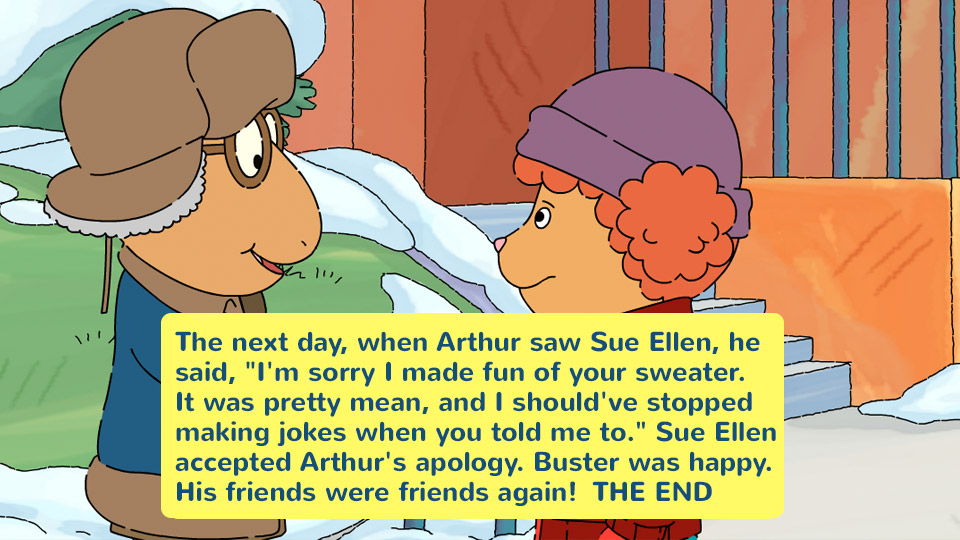 The next day, when Arthur saw Sue Ellen, he
said, "I'm sorry I made fun of your sweater.
It was pretty mean, and I should've stopped
making jokes when you told me to." Sue Ellen
accepted Arthur's apology. Buster was happy.
His friends were friends again!  THE END